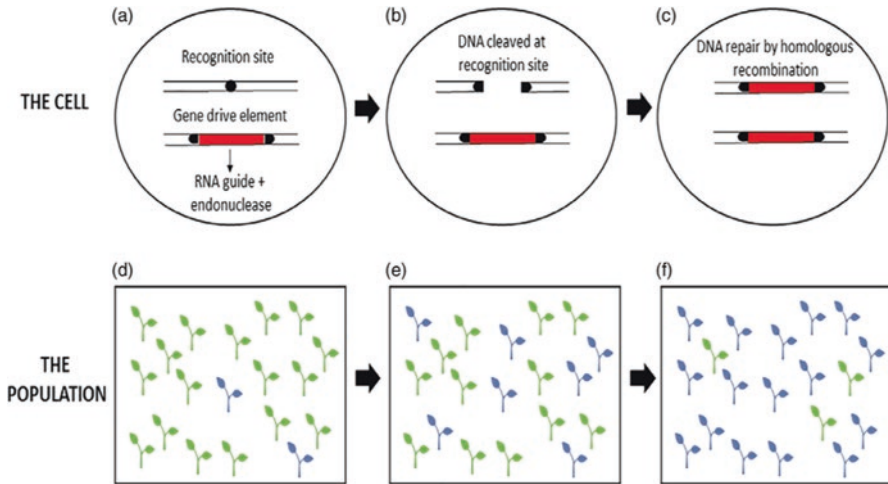 (a)
(b)
(c)
THE CELL
Recognition site
Gene drive element
RNA guide +
endonuclease
DNA cleaved at
recognition site
DNA repair by homologous
recombination
(d)
(e)
(f)
THE
POPULATION